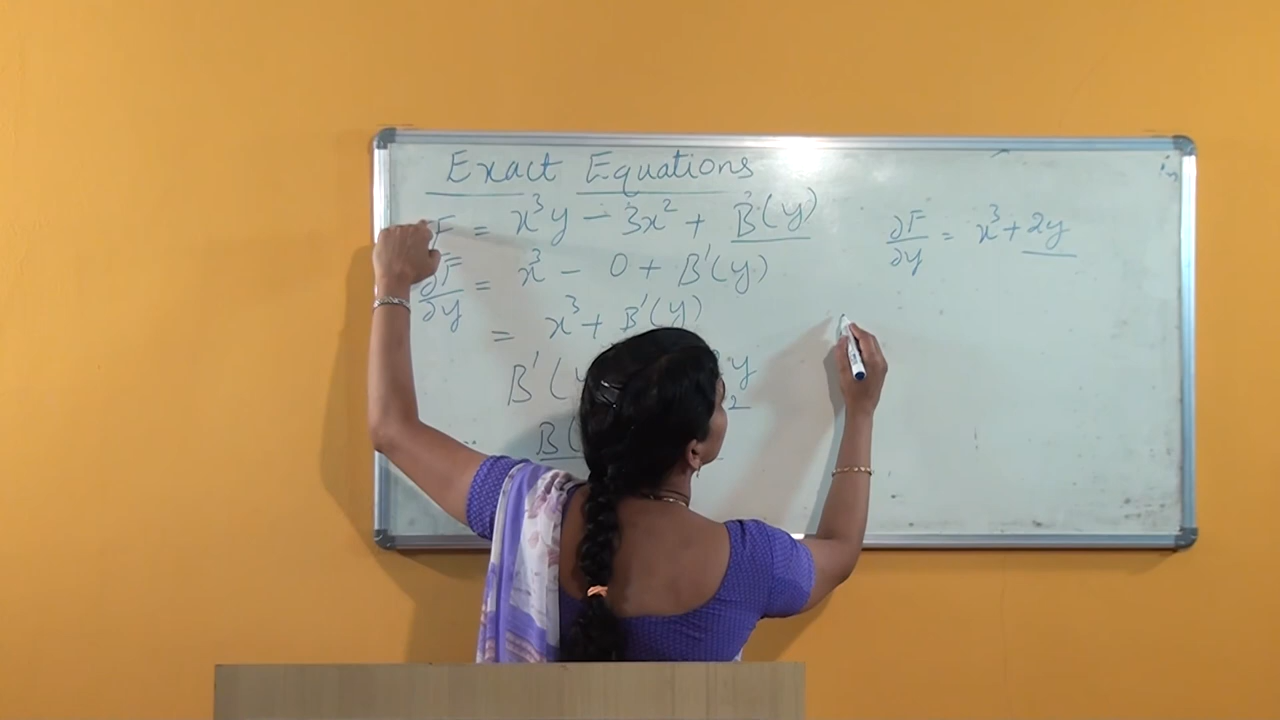 Exact Equations
F = x³y - 3x² + B(y)
∂F/∂y = x³ - 0 + B'(y)
= x³ + B'(y)
B'( y
B(
∂F/∂y = x³ + 2y